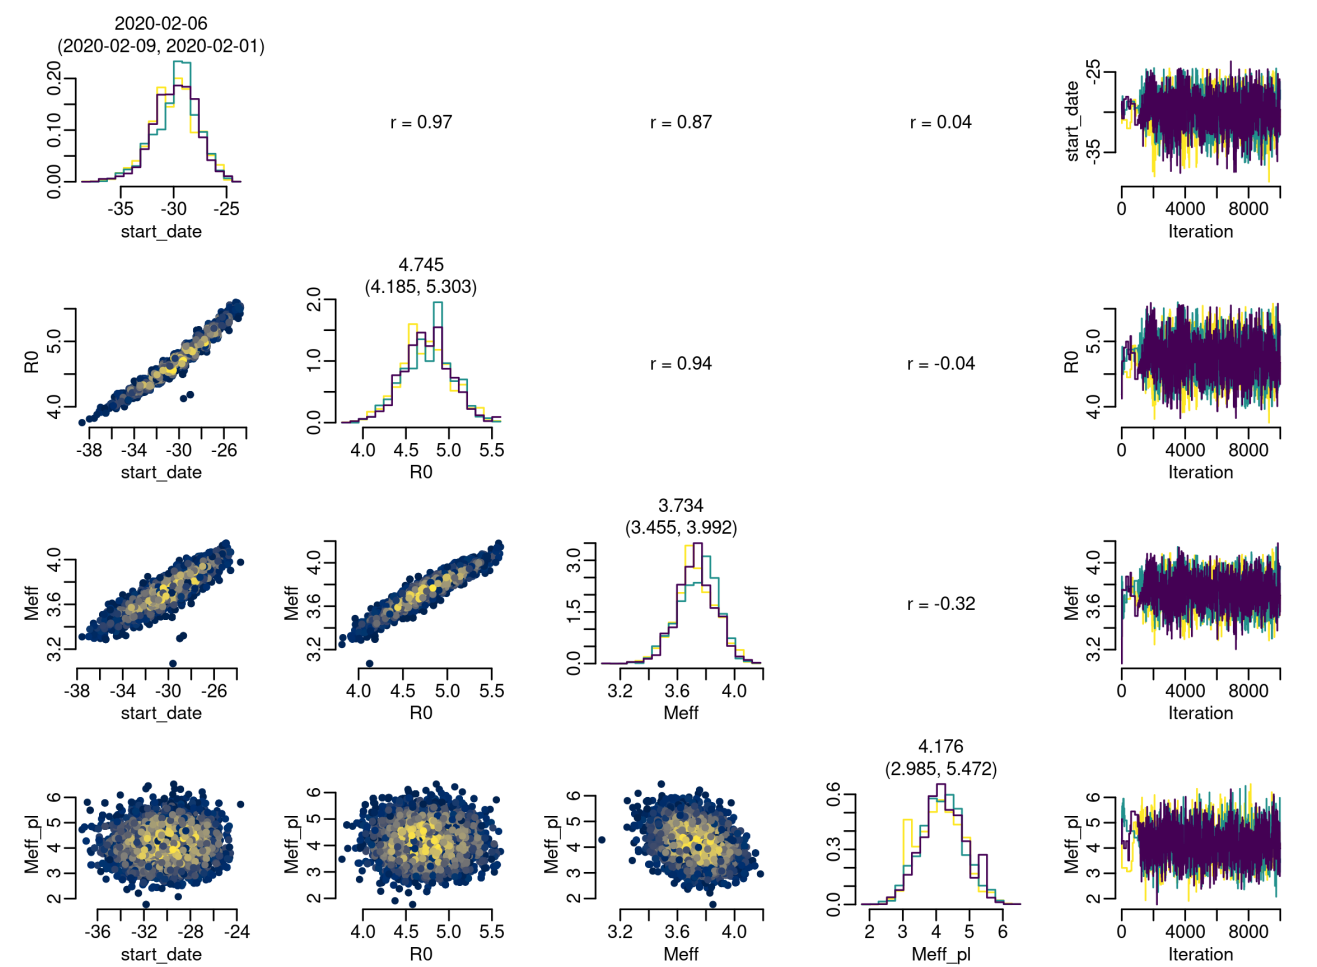 2020-02-06
(2020-02-09, 2020-02-01)
0.00 0.10 0.20
-35 -30 -25
start_date
r = 0.97
r = 0.87
r = 0.04
start_date
-35 -25
0 4000 8000
Iteration
R0
4.0 5.0
-38 -34 -30 -26
start_date
4.745
(4.185, 5.303)
0.0 1.0 2.0
4.0 4.5 5.0 5.5
R0
r = 0.94
r = -0.04
R0
4.0 5.0
0 4000 8000
Iteration
Meff
3.2 3.6 4.0
-38 -34 -30 -26
start_date
Meff
3.2 3.6 4.0
4.0 4.5 5.0 5.5
R0
3.734
(3.455, 3.992)
0.0 1.5 3.0
3.2 3.6 4.0
Meff
r = -0.32
Meff
3.2 3.6 4.0
0 4000 8000
Iteration
Meff_pl
2 3 4 5 6
-36 -32 -28 -24
start_date
Meff_pl
2 3 4 5 6
4.0 4.5 5.0 5.5
R0
Meff_pl
2 3 4 5 6
3.2 3.6 4.0
Meff
4.176
(2.985, 5.472)
0.0 0.3 0.6
2 3 4 5 6
Meff_pl
Meff_pl
2 3 4 5 6
0 4000 8000
Iteration